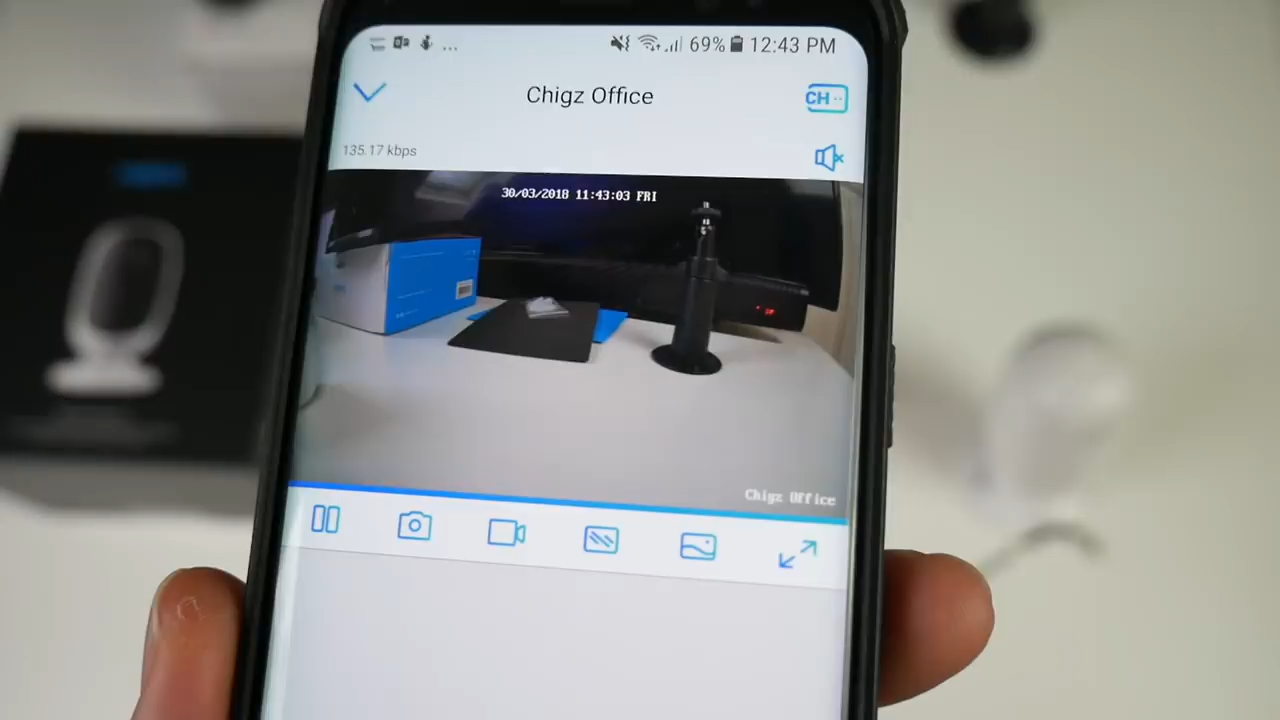 69% 12:43 PM
Chigz Office
CH
135.17 kbps
30/03/2018 11:43:03 FRI
Chigz Office